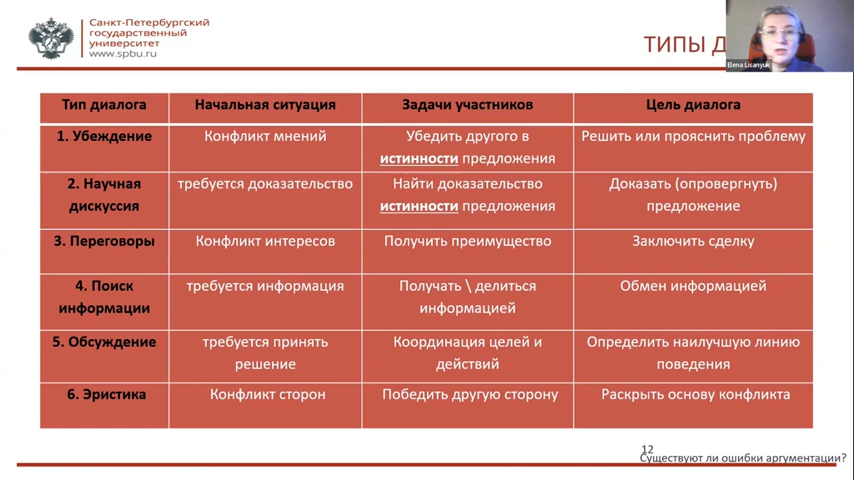 Санкт-Петербургский
государственный
университет
www.spbu.ru
ТИПЫ
Elena Lisanyuk
Тип диалога Начальная ситуация Задачи участников Цель диалога
1. Убеждение Конфликт мнений Убедить другого в истинности предложения Решить или прояснить проблему
2. Научная дискуссия требуется доказательство Найти доказательство истинности предложения Доказать (опровергнуть) предложение
3. Переговоры Конфликт интересов Получить преимущество Заключить сделку
4. Поиск информации требуется информация Получать \ делиться информацией Обмен информацией
5. Обсуждение требуется принять решение Координация целей и действий Определить наилучшую линию поведения
6. Эристика Конфликт сторон Победить другую сторону Раскрыть основу конфликта
12
Существуют ли ошибки аргументации?